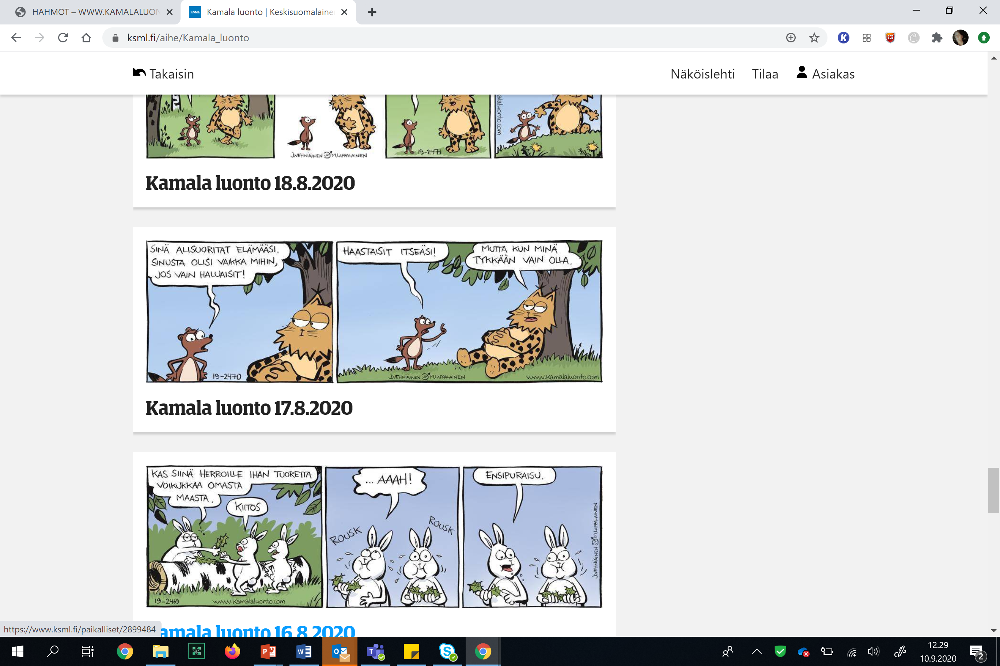 HAHMOT – WWW.KAMALALUON
Kamala luonto | Keskisuomalaine
KSML
ksml.fi/aihe/Kamala_luonto
Takaisin
Näköislehti
Tilaa
Asiakas
J.VEHNIÄINEN M.LAPPALAINEN
19-2471
alaluonto.com
Kamala luonto 18.8.2020
SINÄ ALISUORITAT ELÄMÄÄSI.
SINUSTA OLISI VAIKKA MIHIN,
JOS VAIN HALUAISIT!
19-2470
HAASTAISIT ITSEÄSI!
MUTTA KUN MINÄ
TYKKÄÄN VAIN OLLA.
J.VEHNIÄINEN M.LAPPALAINEN
www.kamalaluonto.com
Kamala luonto 17.8.2020
KAS SIINÄ HERROILLE IHAN TUORETTA
VOIKUKKAA OMASTA
MAASTA.
KIITOS
19-2469
www.kamalaluonto.com
... AAAH!
ROUSK
ROUSK
ENSIPURAISU.
J.VEHNIÄINEN M.LAPPALAINEN
amala luonto 16.8.2020
https://www.ksml.fi/paikalliset/2899484
12.29
10.9.2020
2